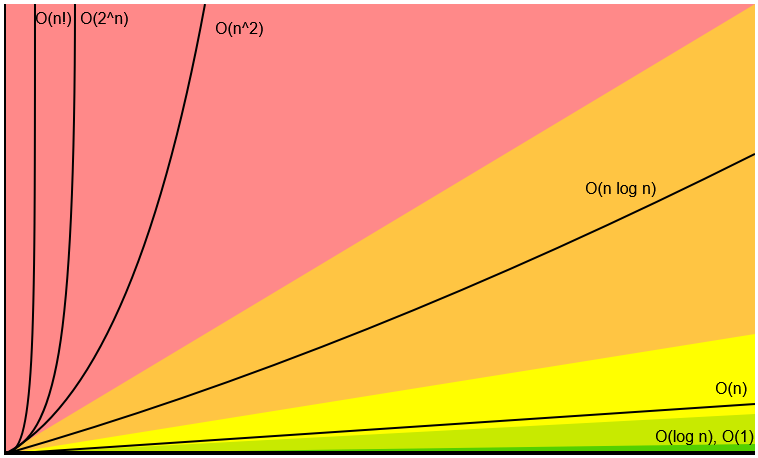 O(n!)
O(2^n)
O(n^2)
O(n log n)
O(n)
O(log n), O(1)